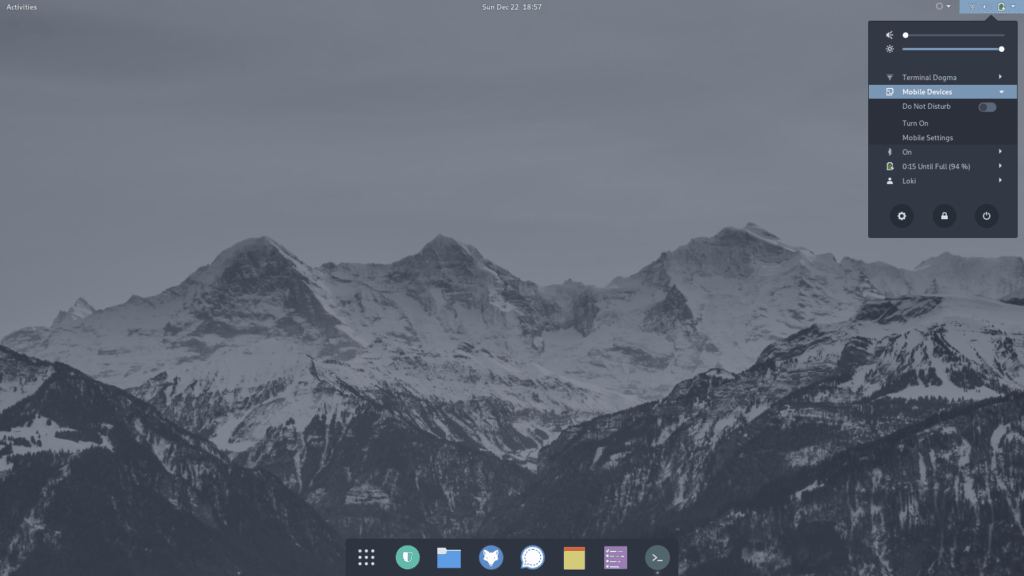 Activities
Sun Dec 22 18:57
Terminal Dogma
Mobile Devices
Do Not Disturb
Turn On
Mobile Settings
On
0:15 Until Full (94 %)
Loki